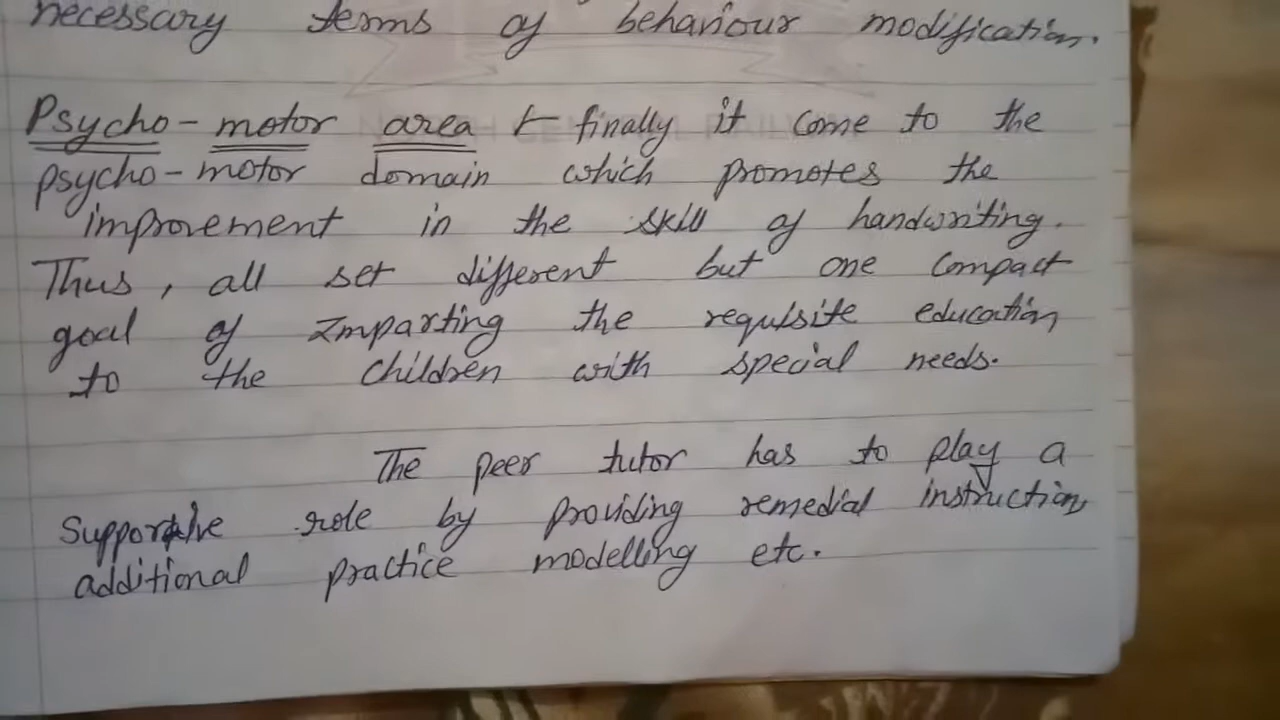 necessary terms of behaviour modification.
Psycho-motor area :- finally it come to the
psycho-motor domain which promotes the
improvement in the skill of handwriting.
Thus, all set different but one compact
goal of Imparting the requisite education
to the children with special needs.
The peer tutor has to play a
Supportive role by providing remedial instruction
additional practice modelling etc.